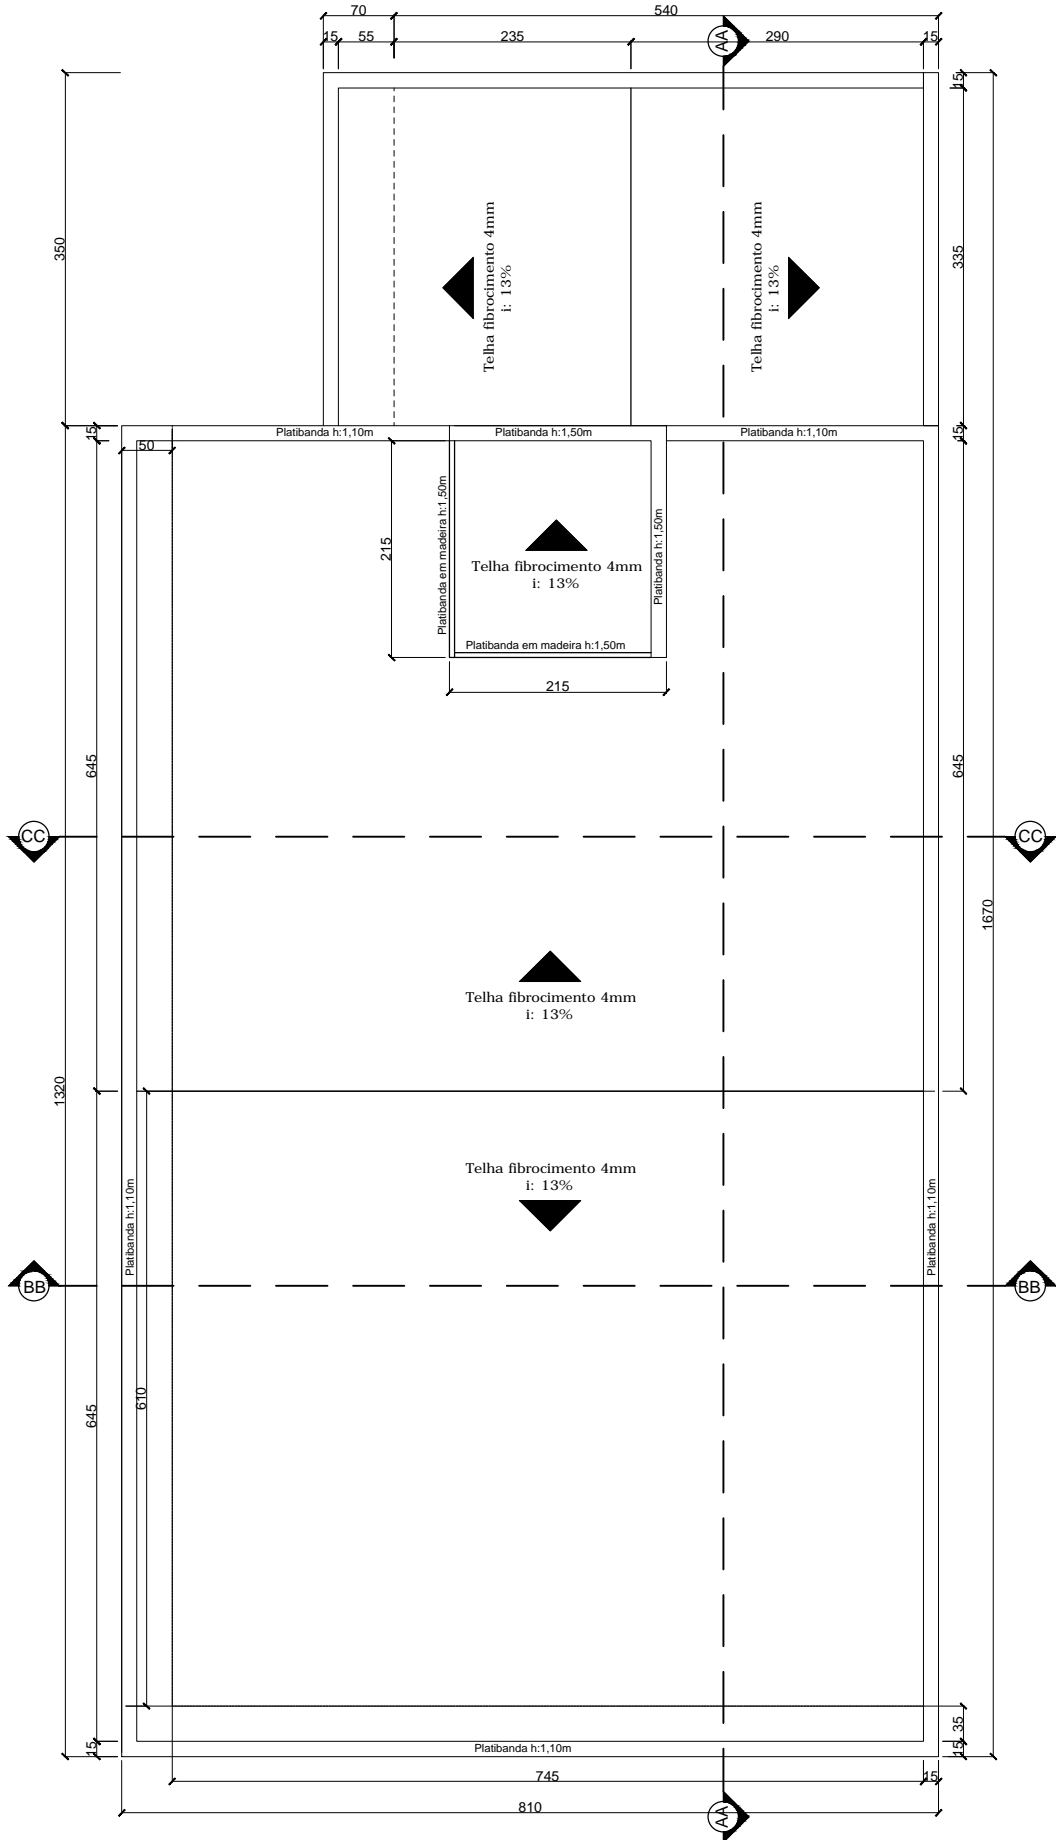 70
540
15
55
235
AA
290
15
15
350
Telha fibrocimento 4mm
i: 13%
Telha fibrocimento 4mm
i: 13%
335
15
50
Platibanda h:1,10m
Platibanda h:1,50m
Platibanda h:1,10m
15
215
Platibanda em madeira h:1,50m
Telha fibrocimento 4mm
i: 13%
Platibanda h:1,50m
Platibanda em madeira h:1,50m
215
645
645
CC
CC
1670
Telha fibrocimento 4mm
i: 13%
1320
Telha fibrocimento 4mm
i: 13%
Platibanda h:1,10m
Platibanda h:1,10m
BB
BB
610
645
35
15
Platibanda h:1,10m
15
745
15
810
AA